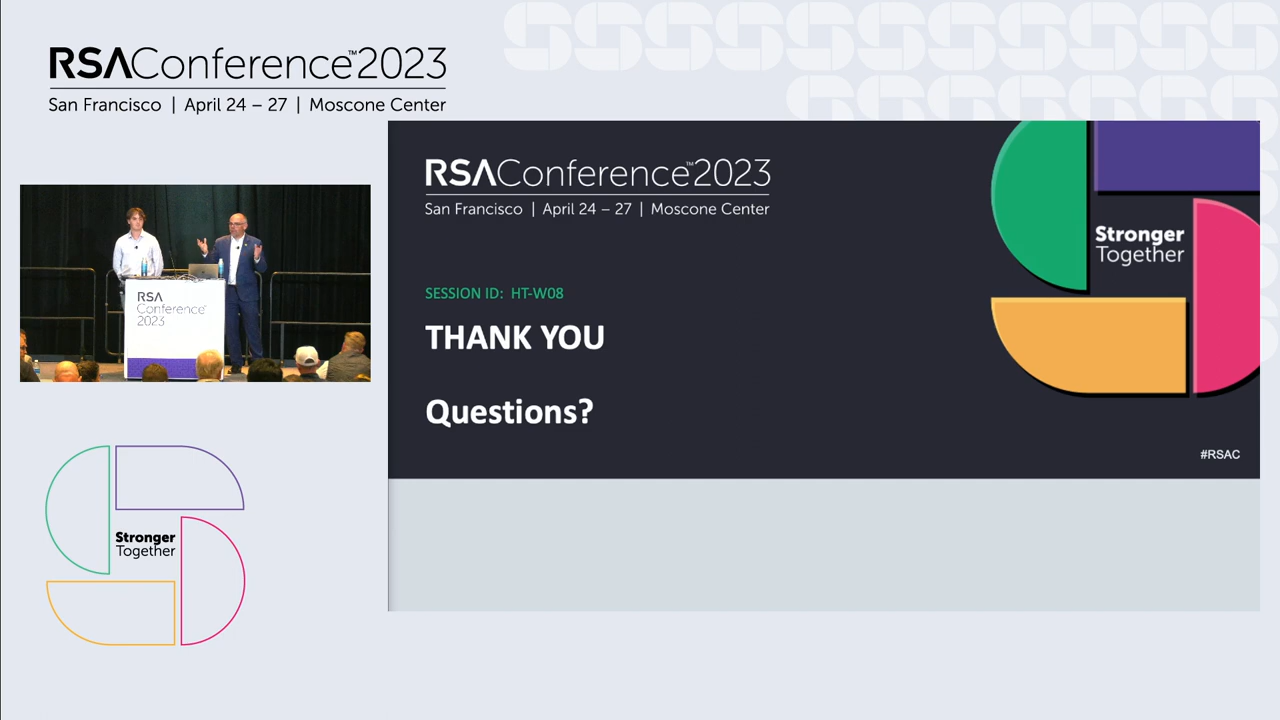 RSAConference™2023
San Francisco | April 24 – 27 | Moscone Center
RSAConference™2023
San Francisco | April 24 – 27 | Moscone Center
Stronger
Together
SESSION ID: HT-W08
THANK YOU
Questions?
#RSAC
RSA
Conference™
2023
Stronger
Together